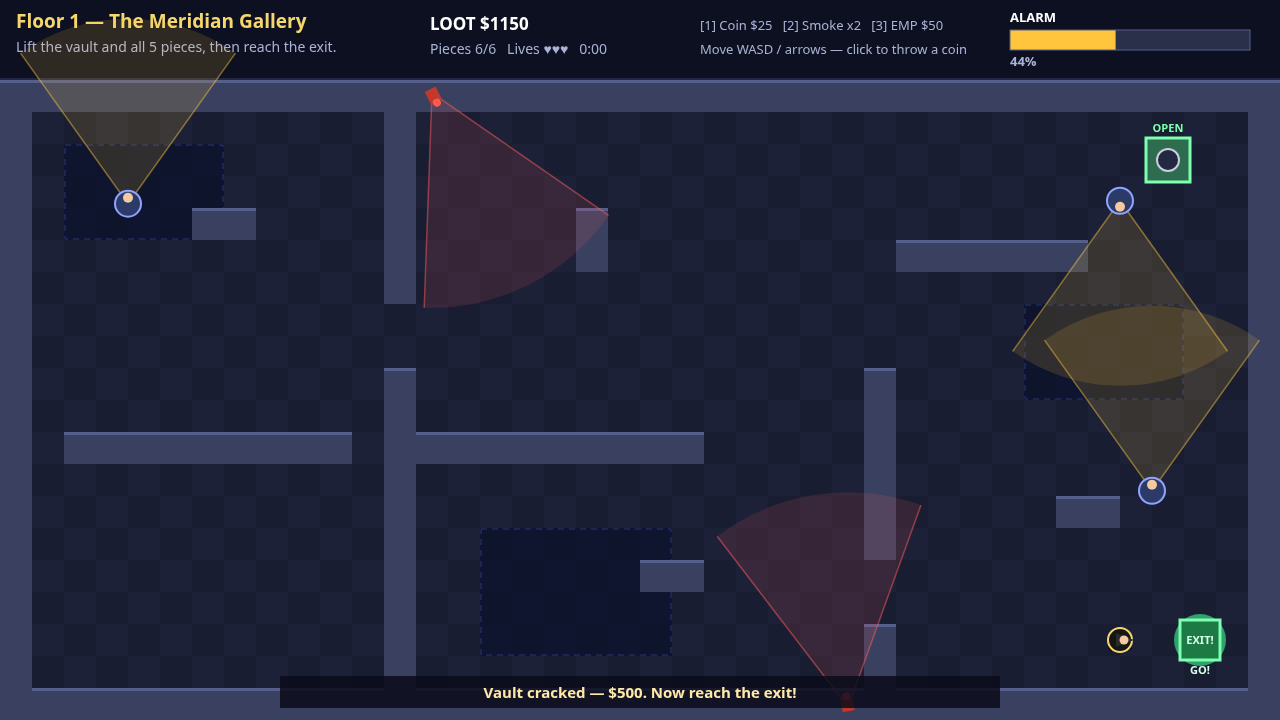 Floor 1 — The Meridian Gallery
Lift the vault and all 5 pieces, then reach the exit.
LOOT $1150
Pieces 6/6 Lives ♥♥♥ 0:00
[1] Coin $25 [2] Smoke x2 [3] EMP $50
Move WASD / arrows — click to throw a coin
ALARM
44%
OPEN
EXIT!
GO!
Vault cracked — $500. Now reach the exit!